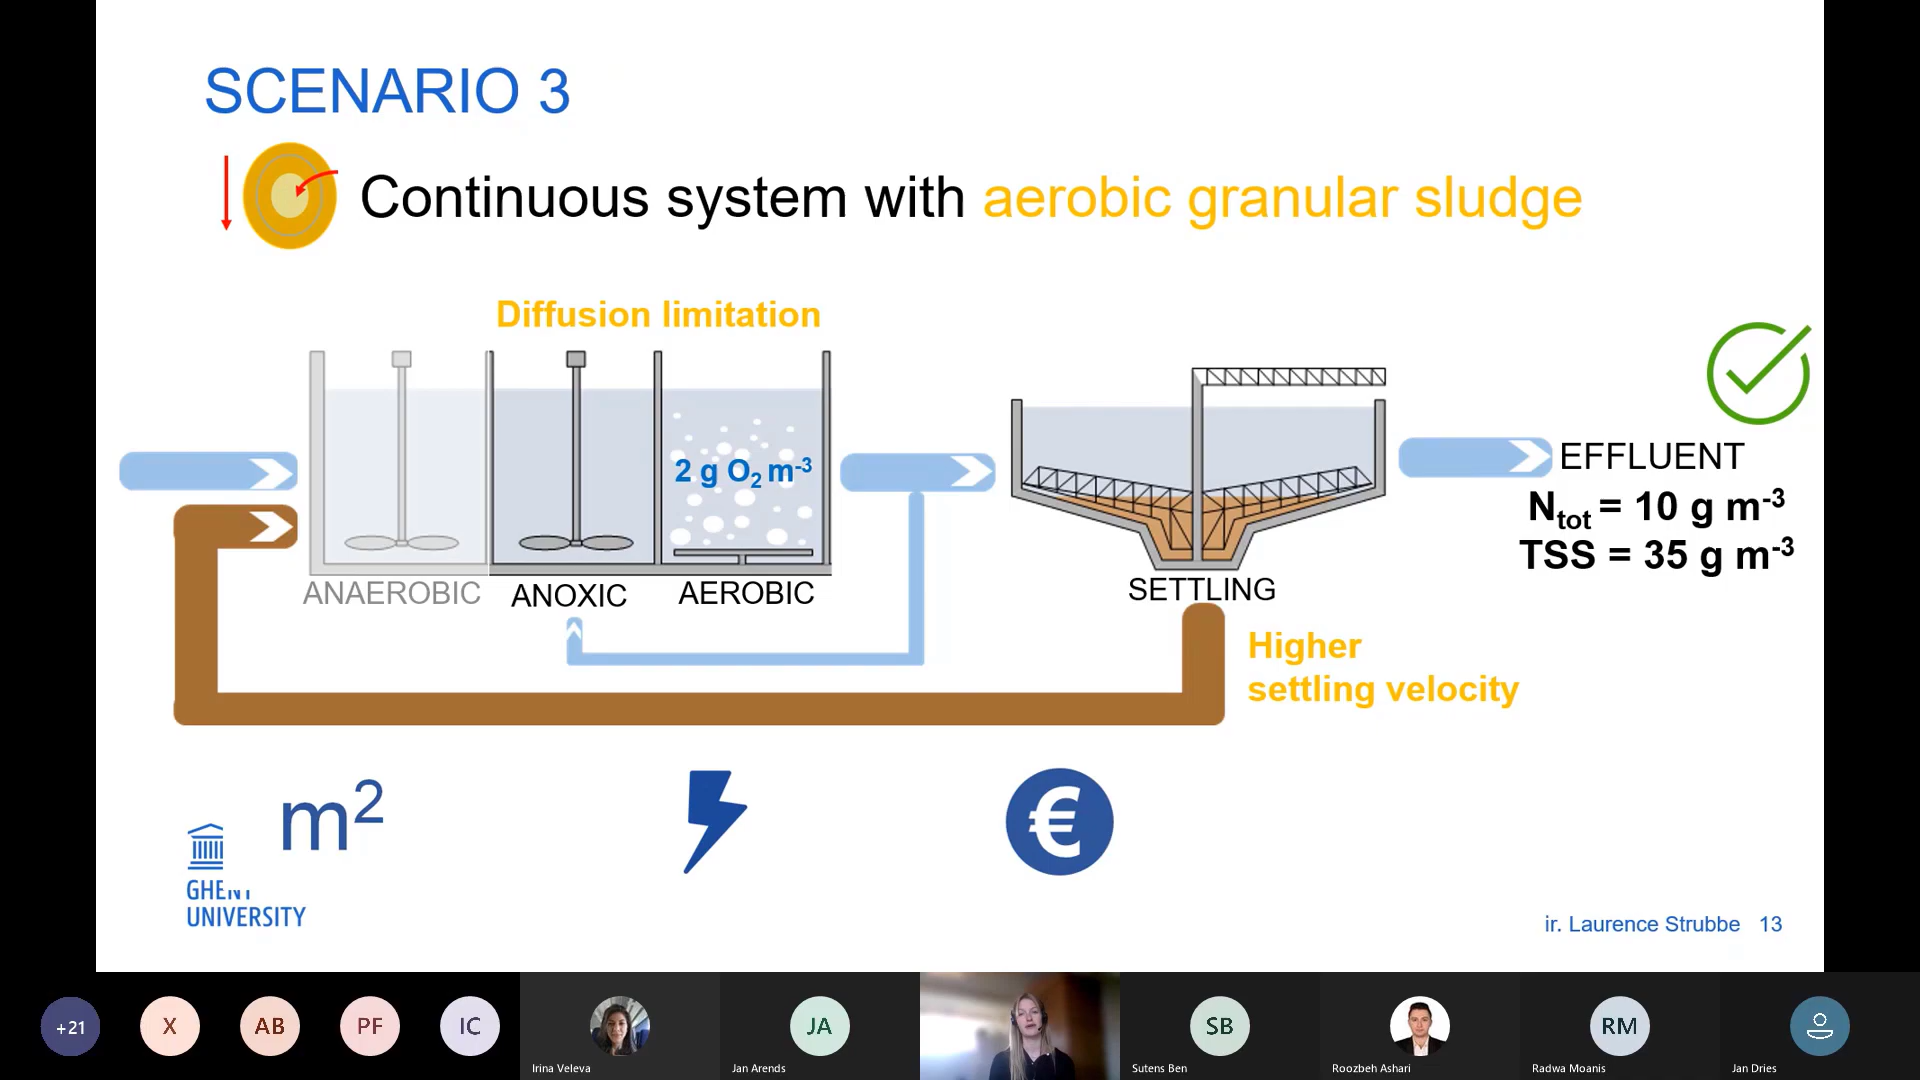 SCENARIO 3
Continuous system with aerobic granular sludge
Diffusion limitation
2 g O₂ m⁻³
ANAEROBIC
ANOXIC
AEROBIC
SETTLING
EFFLUENT
Nₜₒₜ = 10 g m⁻³
TSS = 35 g m⁻³
Higher
settling velocity
m²
€
GHENT
UNIVERSITY
ir. Laurence Strubbe 13
+21
X
AB
PF
IC
Irina Veleva
JA
Jan Arends
SB
Sutens Ben
Roozbeh Ashari
RM
Radwa Moanis
Jan Dries